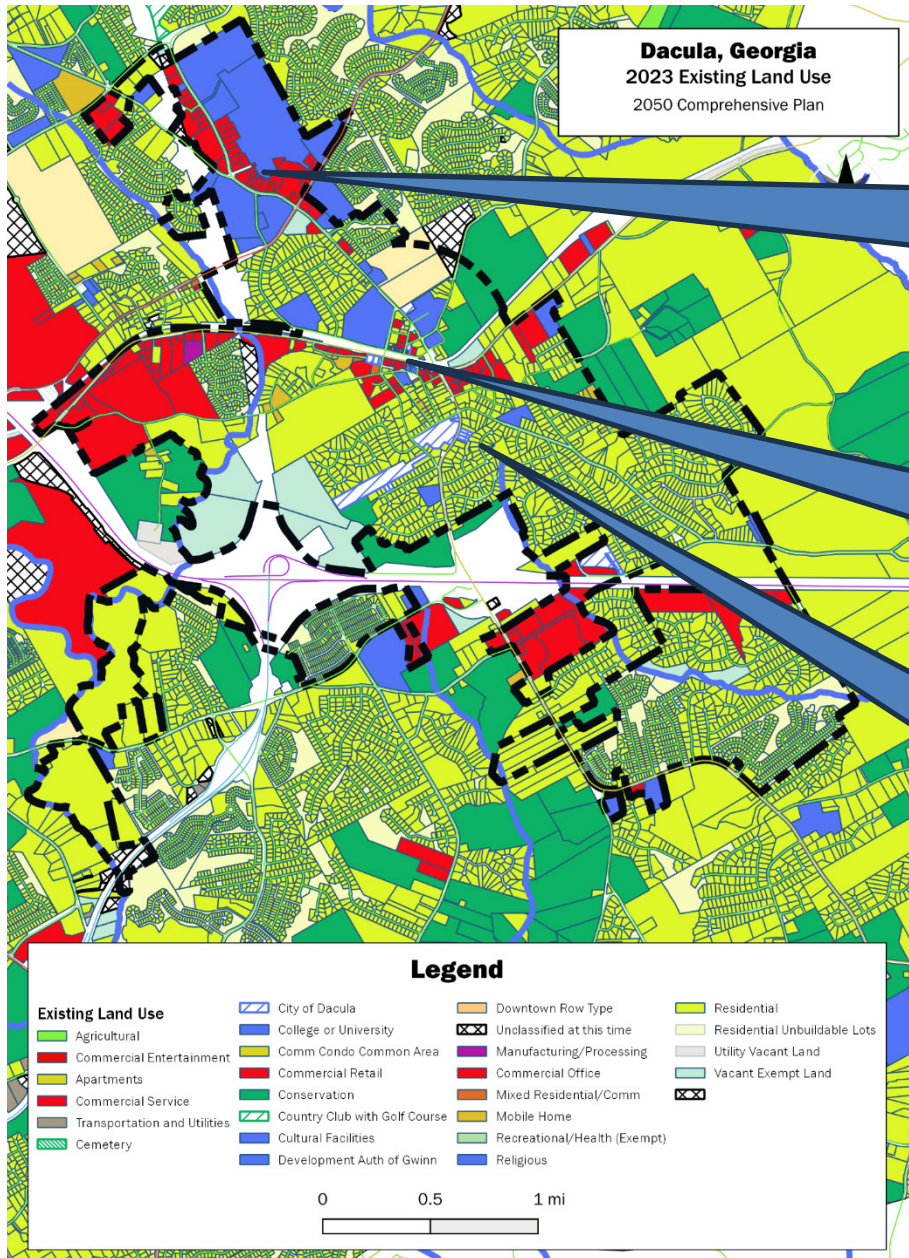 Dacula, Georgia
2023 Existing Land Use
2050 Comprehensive Plan
Legend
Existing Land Use
Agricultural
Commercial Entertainment
Apartments
Commercial Service
Transportation and Utilities
Cemetery
City of Dacula
College or University
Comm Condo Common Area
Commercial Retail
Conservation
Country Club with Golf Course
Cultural Facilities
Development Auth of Gwinn
Downtown Row Type
Unclassified at this time
Manufacturing/Processing
Commercial Office
Mixed Residential/Comm
Mobile Home
Recreational/Health (Exempt)
Religious
Residential
Residential Unbuildable Lots
Utility Vacant Land
Vacant Exempt Land
0 0.5 1 mi